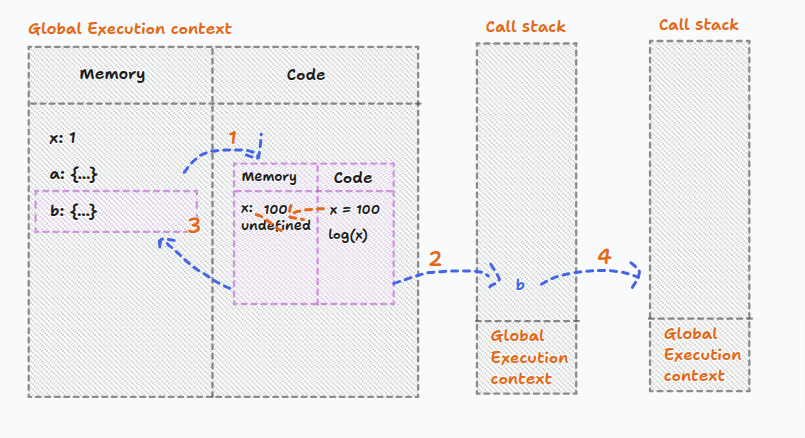 Global Execution context
Call stack
Call stack
Memory
Code
x: 1
a: {...}
b: {...}
1
Memory
Code
x: 100
undefined
x = 100
log(x)
3
2
b
4
Global
Execution
context
Global
Execution
context